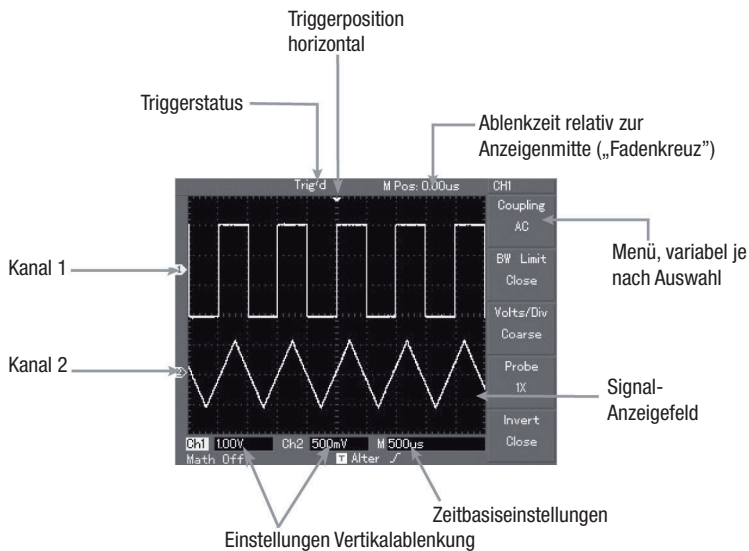 Triggerposition
horizontal
Triggerstatus
Ablenkzeit relativ zur
Anzeigenmitte („Fadenkreuz”)
Trig'd M Pos: 0.00us CH1
Coupling
AC
Menü, variabel je
nach Auswahl
Kanal 1
1
BW Limit
Close
Volts/Div
Coarse
Kanal 2
2
Probe
1X
Signal-
Anzeigefeld
Invert
Close
Ch1 1.00V Ch2 500mV M 500us
Math Off T Alter
Zeitbasiseinstellungen
Einstellungen Vertikalablenkung